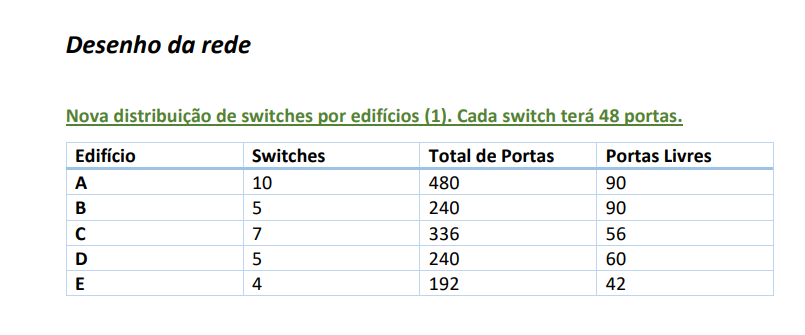 Desenho da rede
Nova distribuição de switches por edifícios (1). Cada switch terá 48 portas.
Edifício Switches Total de Portas Portas Livres
A 10 480 90
B 5 240 90
C 7 336 56
D 5 240 60
E 4 192 42